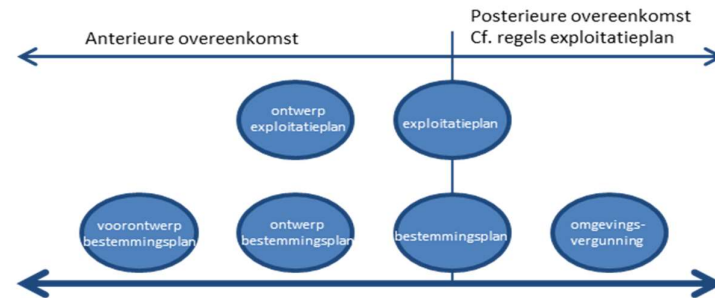 Anterieure overeenkomst
Posterieure overeenkomst
Cf. regels exploitatieplan
ontwerp
exploitatieplan
exploitatieplan
voorontwerp
bestemmingsplan
ontwerp
bestemmingsplan
bestemmingsplan
omgevings-
vergunning